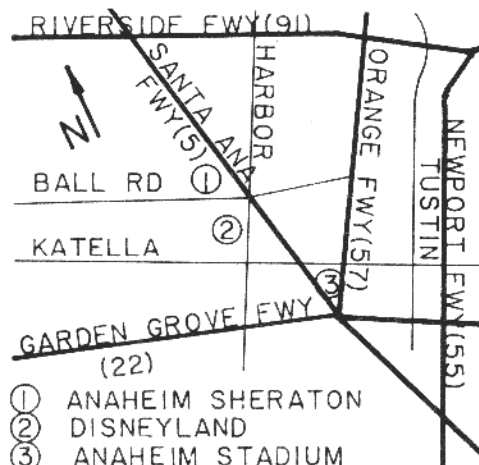 RIVERSIDE FWY(91)
SANTA ANA
FWY(5)
HARBOR
ORANGE FWY(57)
NEWPORT FWY(55)
TUSTIN
N
BALL RD
1
2
KATELLA
3
GARDEN GROVE FWY
(22)
1 ANAHEIM SHERATON
2 DISNEYLAND
3 ANAHEIM STADIUM